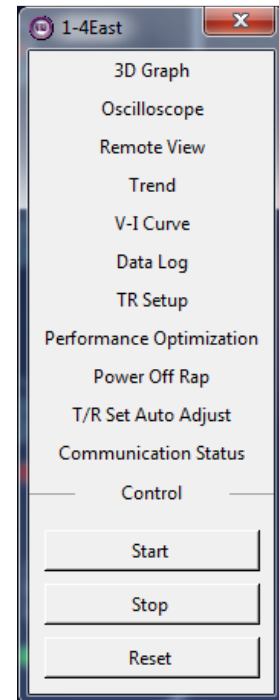 1-4East
3D Graph
Oscilloscope
Remote View
Trend
V-I Curve
Data Log
TR Setup
Performance Optimization
Power Off Rap
T/R Set Auto Adjust
Communication Status
Control
Start
Stop
Reset